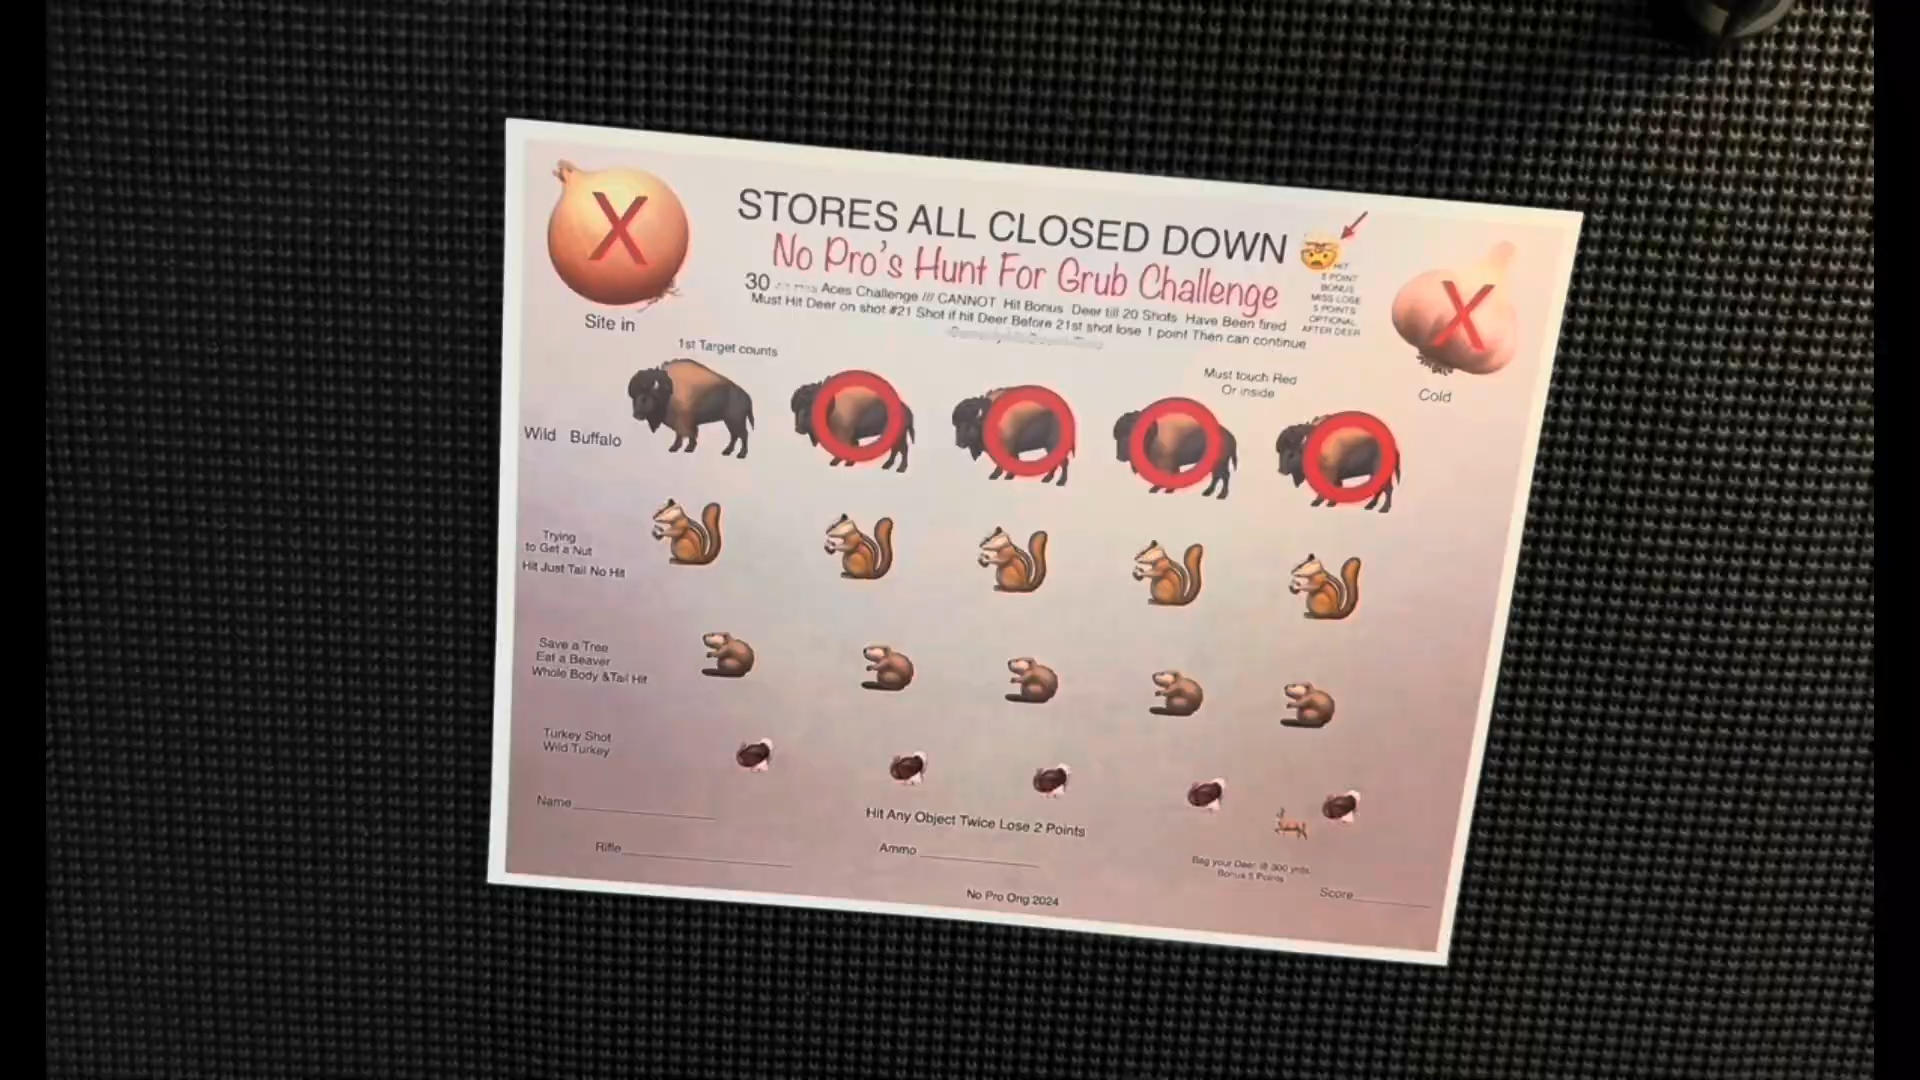 X
STORES ALL CLOSED DOWN
No Pro's Hunt For Grub Challenge
30 Aces Challenge /// CANNOT Hit Bonus Deer till 20 Shots Have Been fired
Must Hit Deer on shot #21 Shot if hit Deer Before 21st shot lose 1 point Then can continue
HIT
5 POINT
BONUS
MISS LOSE
5 POINTS
OPTIONAL
AFTER DEER
X
Site in
Cold
1st Target counts
Must touch Red
Or inside
Wild Buffalo
Trying
to Get a Nut
Hit Just Tail No Hit
Save a Tree
Eat a Beaver
Whole Body &Tail Hit
Turkey Shot
Wild Turkey
Name
Hit Any Object Twice Lose 2 Points
Rifle
Ammo
Bag your Deer @ 300 yrds
Bonus 5 Points
Score
No Pro Orig 2024